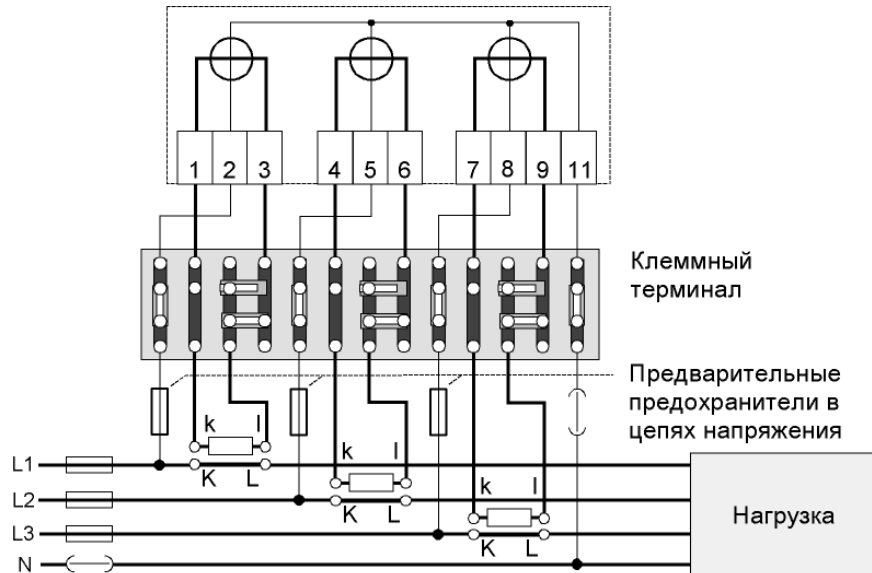 1 2 3 4 5 6 7 8 9 11
Клеммный
терминал
Предварительные
предохранители в
цепях напряжения
k l
k l
k l
L1
K L
L2
K L
L3
K L
N
Нагрузка